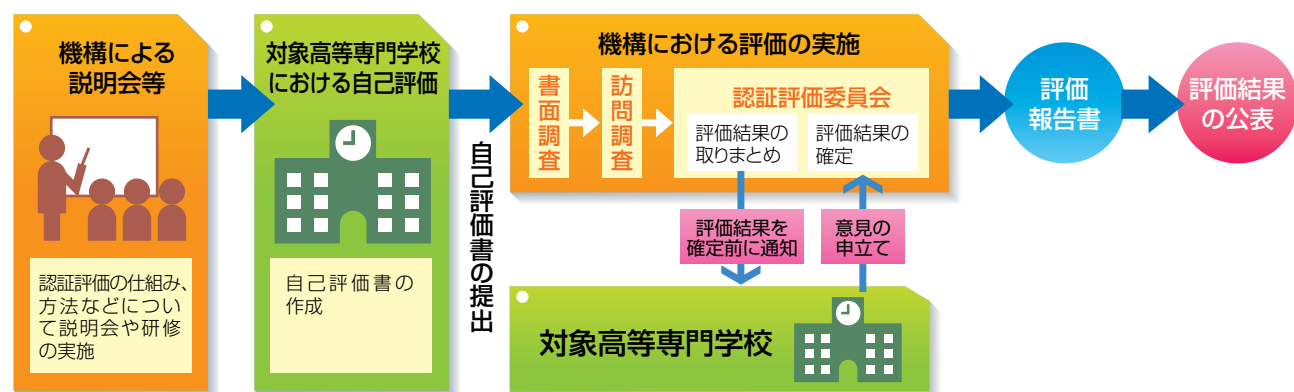 機構による
説明会等
認証評価の仕組み、
方法などについ
て説明会や研修
の実施
対象高等専門学校
における自己評価
自己評価書の
作成
自己評価書の提出
機構における評価の実施
書面調査
訪問調査
認証評価委員会
評価結果の
取りまとめ
評価結果の
確定
評価結果を
確定前に通知
意見の
申立て
対象高等専門学校
評価
報告書
評価結果
の公表